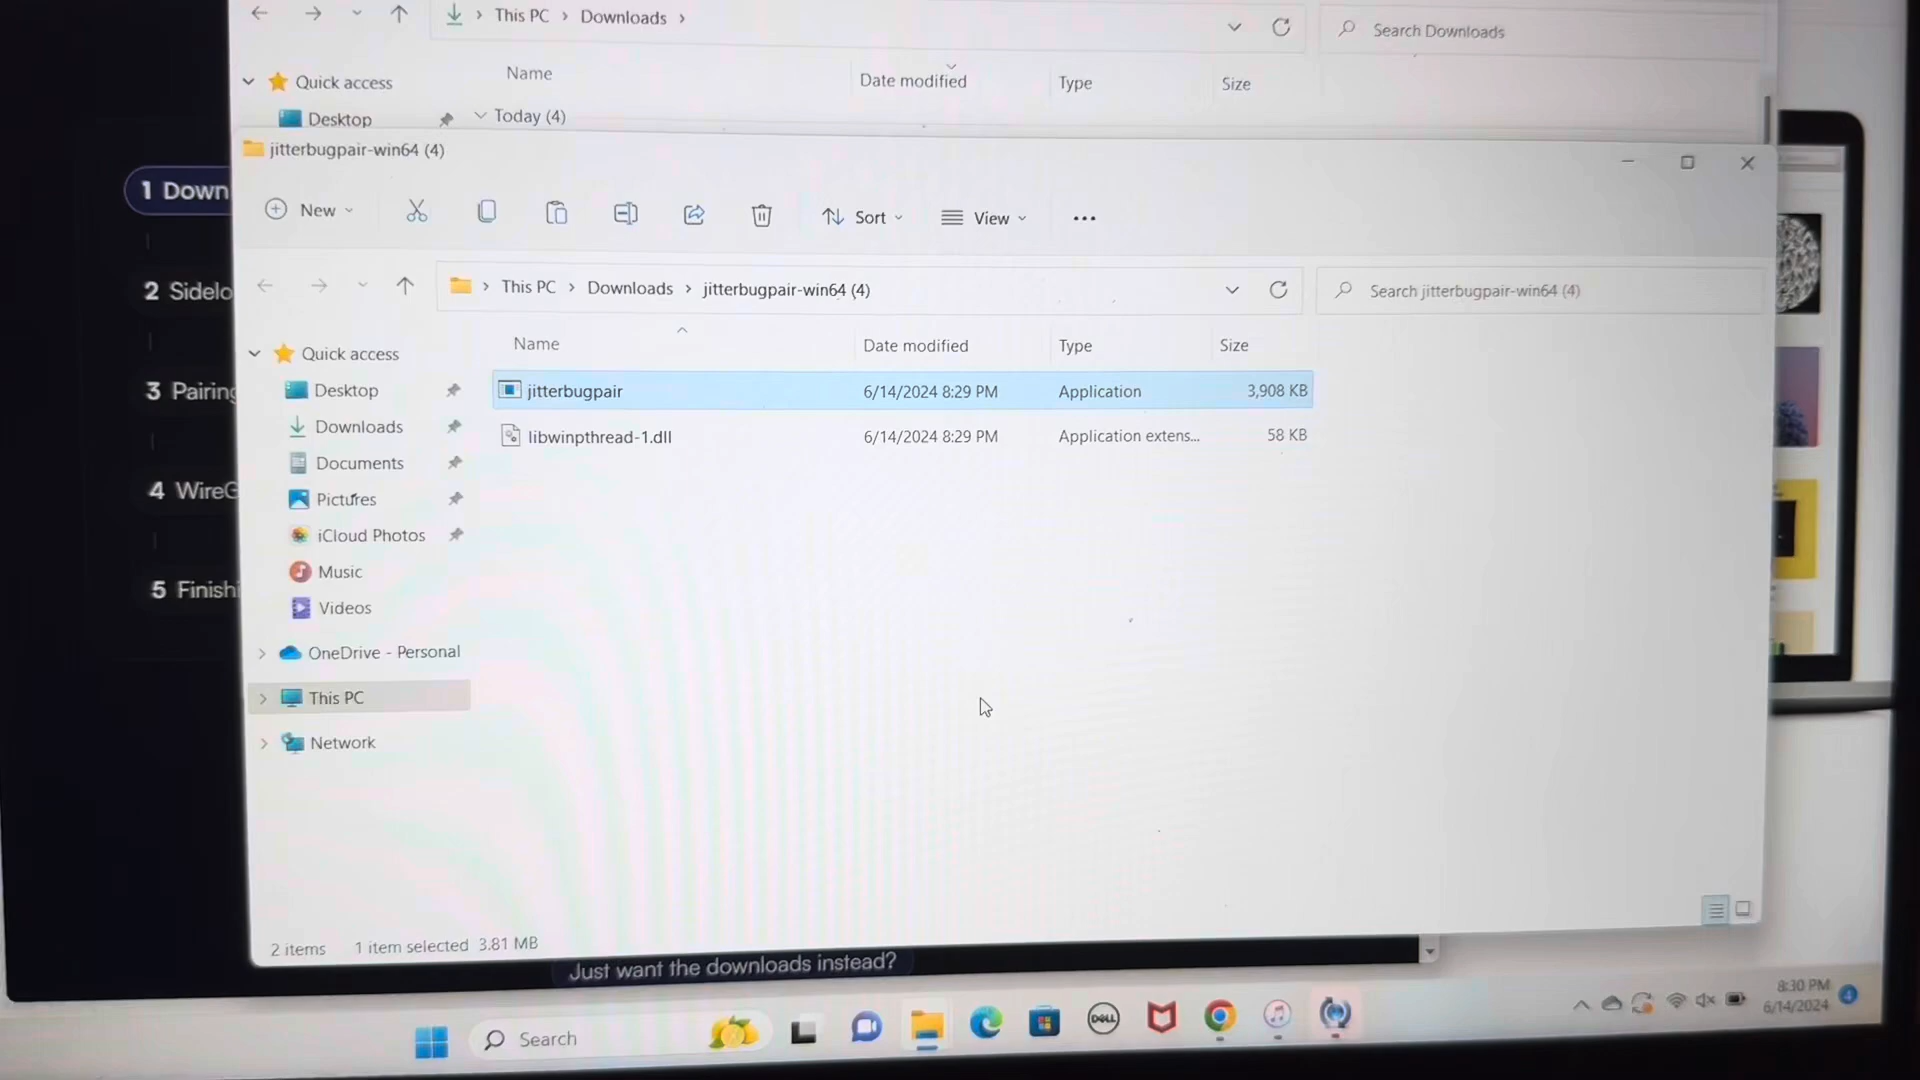 This PC > Downloads >
Search Downloads
Name
Date modified
Type
Size
Quick access
Desktop
Today (4)
jitterbugpair-win64 (4)
New
Sort
View
This PC > Downloads > jitterbugpair-win64 (4)
Search jitterbugpair-win64 (4)
Name
Date modified
Type
Size
Quick access
Desktop
Downloads
Documents
Pictures
iCloud Photos
Music
Videos
OneDrive - Personal
This PC
Network
jitterbugpair 6/14/2024 8:29 PM Application 3,908 KB
libwinpthread-1.dll 6/14/2024 8:29 PM Application extens... 58 KB
2 items 1 item selected 3.81 MB
1 Down
2 Sidelo
3 Pairing
4 WireG
5 Finishi
Just want the downloads instead?
Search
DELL
8:30 PM
6/14/2024
4